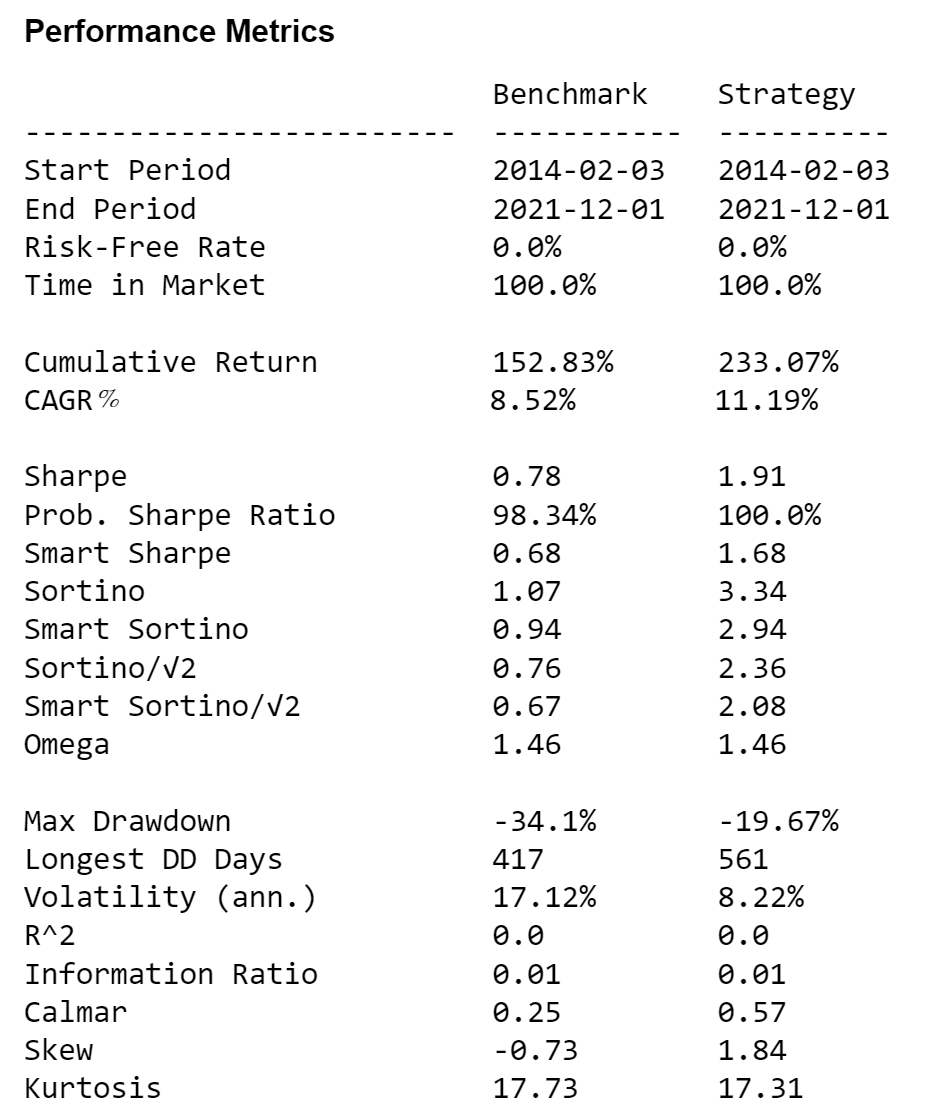 Performance Metrics
Benchmark Strategy
------------------------- ----------- ----------
Start Period 2014-02-03 2014-02-03
End Period 2021-12-01 2021-12-01
Risk-Free Rate 0.0% 0.0%
Time in Market 100.0% 100.0%
Cumulative Return 152.83% 233.07%
CAGR% 8.52% 11.19%
Sharpe 0.78 1.91
Prob. Sharpe Ratio 98.34% 100.0%
Smart Sharpe 0.68 1.68
Sortino 1.07 3.34
Smart Sortino 0.94 2.94
Sortino/√2 0.76 2.36
Smart Sortino/√2 0.67 2.08
Omega 1.46 1.46
Max Drawdown -34.1% -19.67%
Longest DD Days 417 561
Volatility (ann.) 17.12% 8.22%
R^2 0.0 0.0
Information Ratio 0.01 0.01
Calmar 0.25 0.57
Skew -0.73 1.84
Kurtosis 17.73 17.31